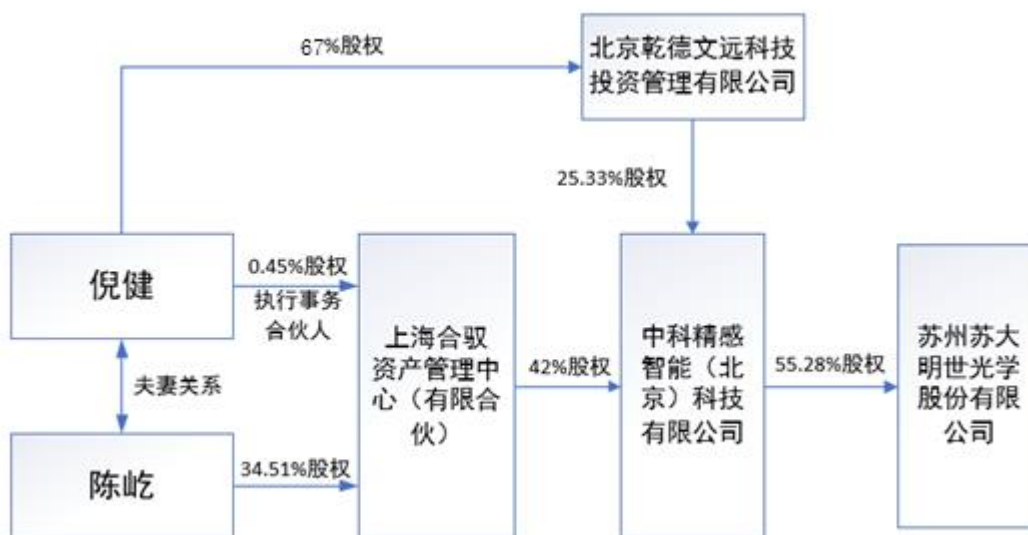 67%股权
北京乾德文远科技
投资管理有限公司
25.33%股权
倪健
0.45%股权
执行事务
合伙人
夫妻关系
陈屹
34.51%股权
上海合驭
资产管理中
心（有限合
伙）
42%股权
中科精感
智能（北
京）科技
有限公司
55.28%股权
苏州苏大
明世光学
股份有限
公司